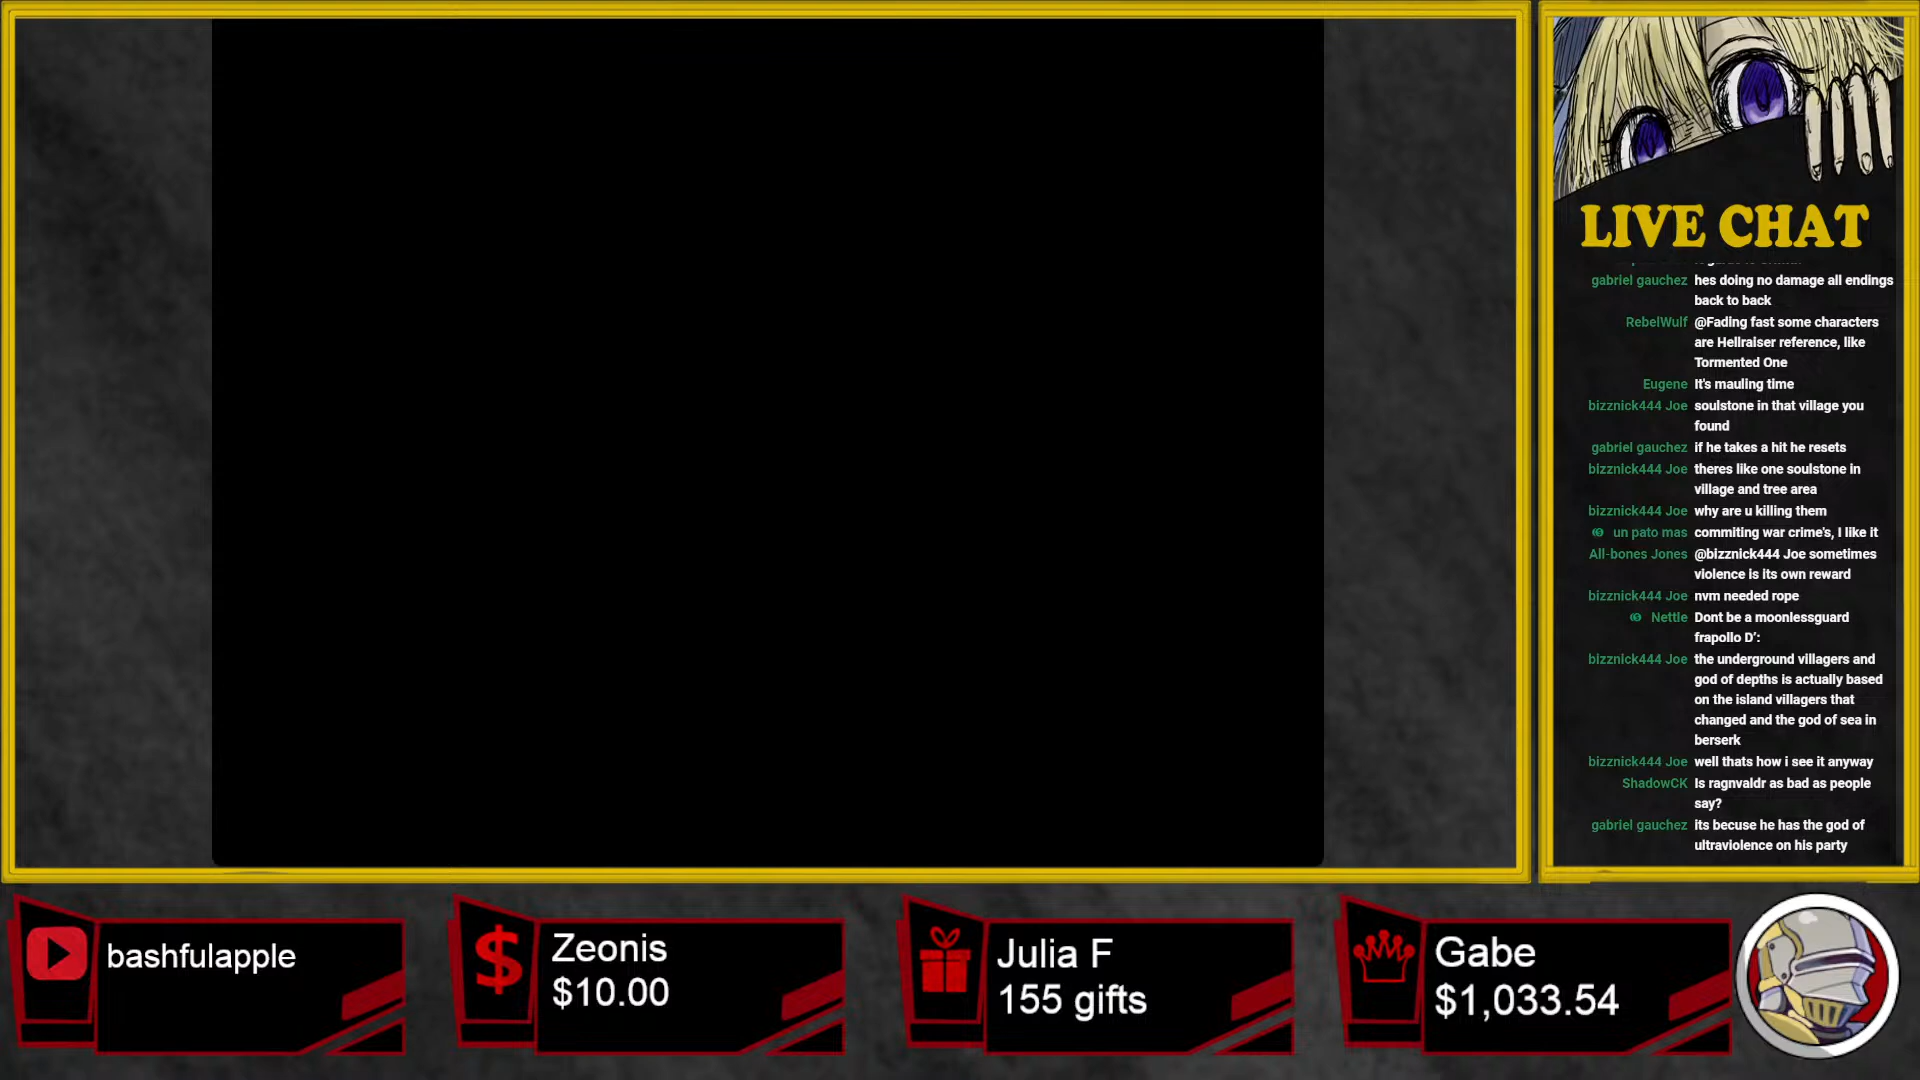 LIVE CHAT
gabriel gauchez hes doing no damage all endings
back to back
RebelWulf @Fading fast some characters
are Hellraiser reference, like
Tormented One
Eugene It's mauling time
bizznick444 Joe soulstone in that village you
found
gabriel gauchez if he takes a hit he resets
bizznick444 Joe theres like one soulstone in
village and tree area
bizznick444 Joe why are u killing them
un pato mas commiting war crime's, I like it
All-bones Jones @bizznick444 Joe sometimes
violence is its own reward
bizznick444 Joe nvm needed rope
Nettle Dont be a moonlessguard
frapollo D':
bizznick444 Joe the underground villagers and
god of depths is actually based
on the island villagers that
changed and the god of sea in
berserk
bizznick444 Joe well thats how i see it anyway
ShadowCK Is ragnvaldr as bad as people
say?
gabriel gauchez its becuse he has the god of
ultraviolence on his party
bashfulapple
$
Zeonis
$10.00
Julia F
155 gifts
Gabe
$1,033.54